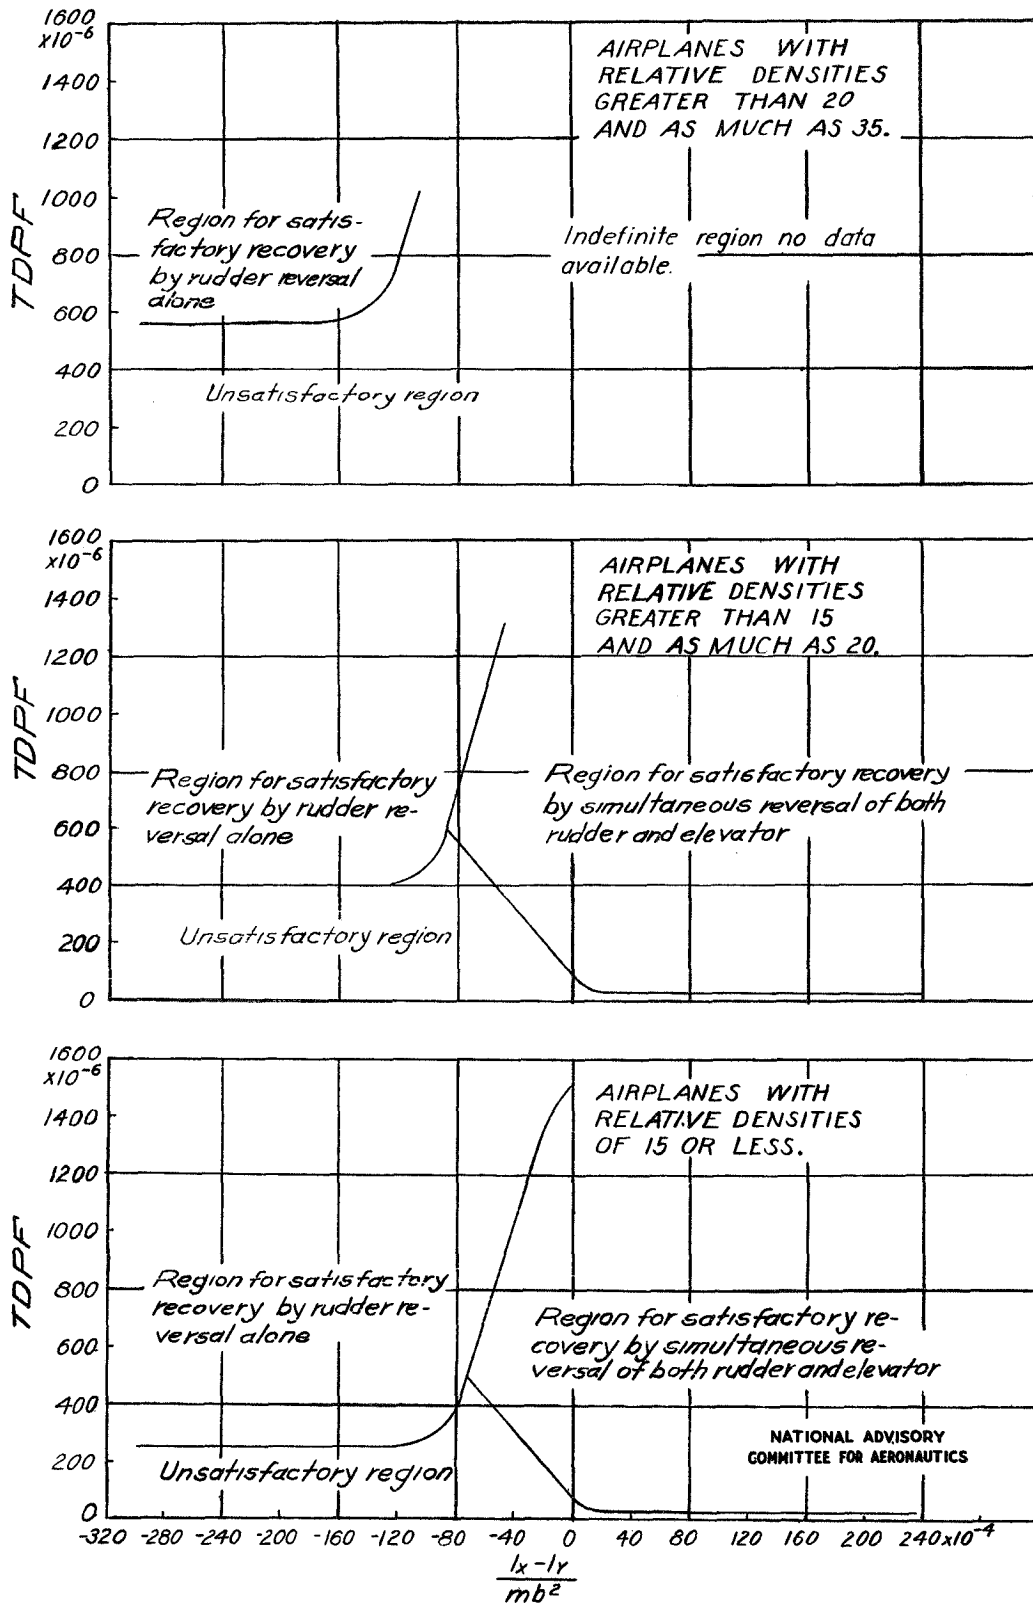 1600
x10-6
1400
1200
1000
800
600
400
200
0
TDPF
AIRPLANES WITH
RELATIVE DENSITIES
GREATER THAN 20
AND AS MUCH AS 35.
Region for satis-
factory recovery
by rudder reversal
alone
Indefinite region no data
available.
Unsatisfactory region
1600
x10-6
1400
1200
1000
800
600
400
200
0
TDPF
AIRPLANES WITH
RELATIVE DENSITIES
GREATER THAN 15
AND AS MUCH AS 20.
Region for satisfactory
recovery by rudder re-
versal alone
Region for satisfactory recovery
by simultaneous reversal of both
rudder and elevator
Unsatisfactory region
1600
x10-6
1400
1200
1000
800
600
400
200
0
TDPF
AIRPLANES WITH
RELATIVE DENSITIES
OF 15 OR LESS.
Region for satisfactory
recovery by rudder re-
versal alone
Region for satisfactory re-
covery by simultaneous re-
versal of both rudder and elevator
Unsatisfactory region
NATIONAL ADVISORY
COMMITTEE FOR AERONAUTICS
-320 -280 -240 -200 -160 -120 -80 -40 0 40 80 120 160 200 240x10-4
Ix-Iy
mb2